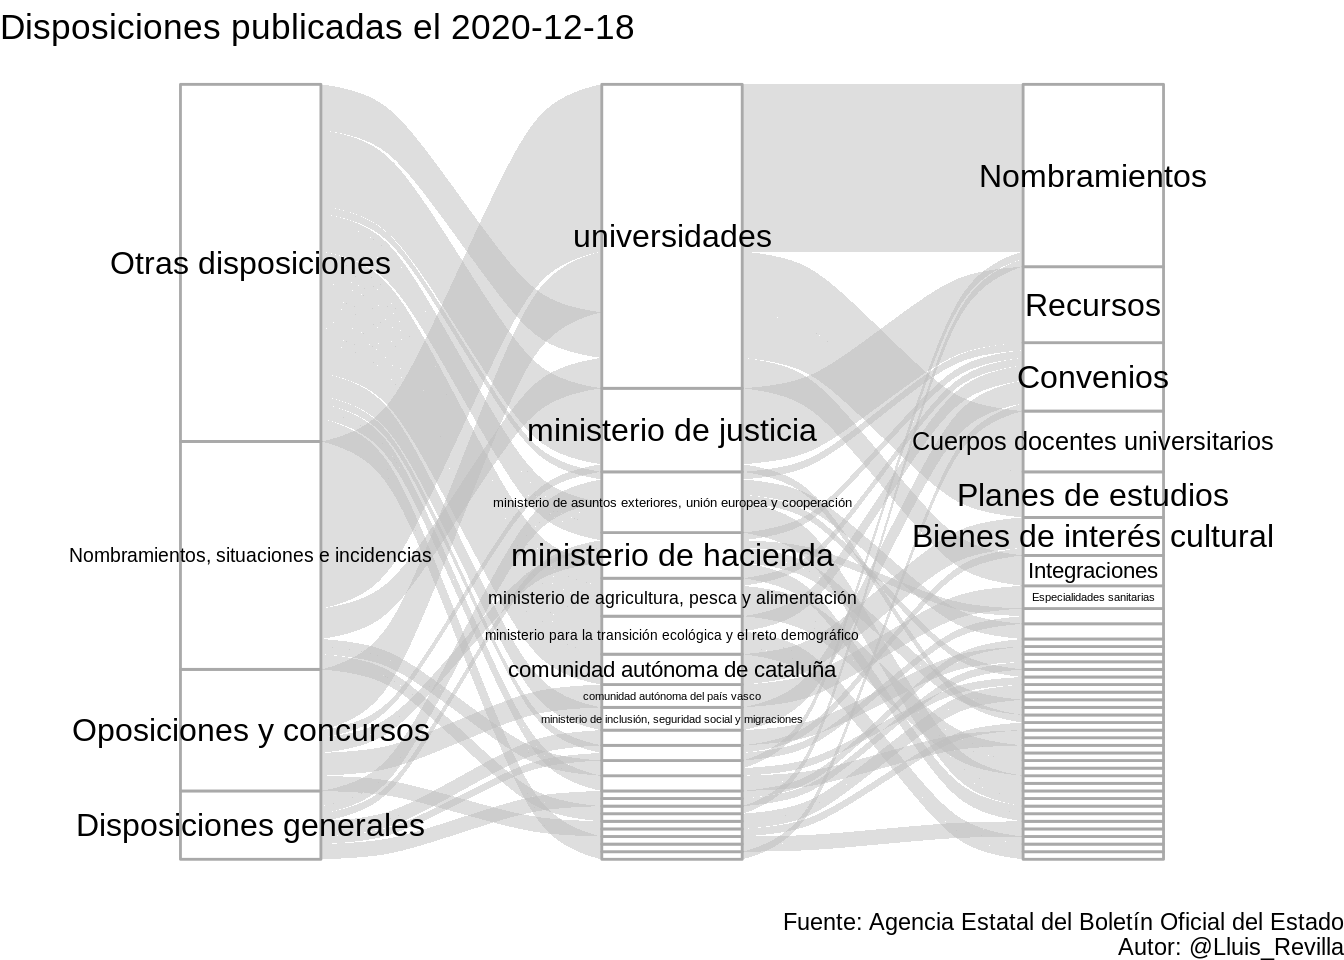 Disposiciones publicadas el 2020-12-18
Otras disposiciones
Nombramientos, situaciones e incidencias
Oposiciones y concursos
Disposiciones generales
universidades
ministerio de justicia
ministerio de asuntos exteriores, unión europea y cooperación
ministerio de hacienda
ministerio de agricultura, pesca y alimentación
ministerio para la transición ecológica y el reto demográfico
comunidad autónoma de cataluña
comunidad autónoma del país vasco
ministerio de inclusión, seguridad social y migraciones
Nombramientos
Recursos
Convenios
Cuerpos docentes universitarios
Planes de estudios
Bienes de interés cultural
Integraciones
Especialidades sanitarias
Fuente: Agencia Estatal del Boletín Oficial del Estado
Autor: @Lluis_Revilla